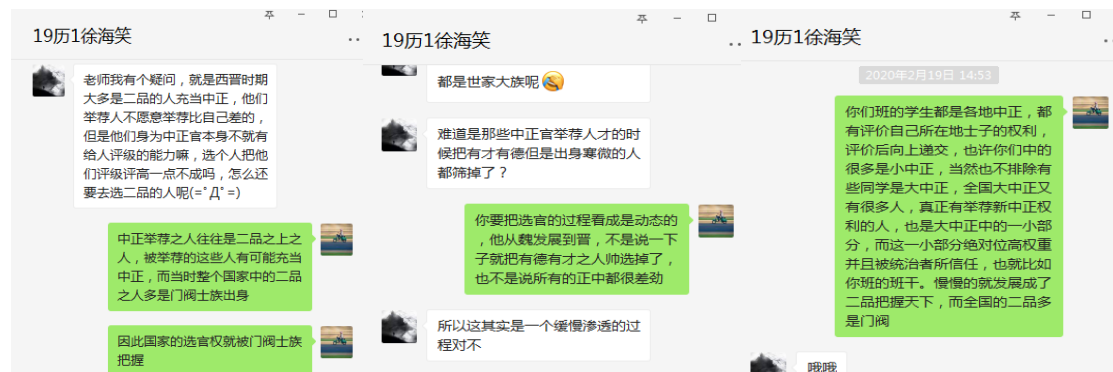 19历1徐海笑
老师我有个疑问，就是西晋时期
大多是二品的人充当中正，他们
举荐人不愿意举荐比自己差的，
但是他们身为中正官本身不就有
给人评级的能力嘛，选个人把他
们评级评高一点不成吗，怎么还
要去选二品的人呢(=ﾟДﾟ=)
中正举荐之人往往是二品之上之
人，被举荐的这些人有可能充当
中正，而当时整个国家中的二品
之人多是门阀士族出身
因此国家的选官权就被门阀士族
把握
19历1徐海笑
都是世家大族呢
难道是那些中正官举荐人才的时
候把有才有德但是出身寒微的人
都筛掉了？
你要把选官的过程看成是动态的
，他从魏发展到晋，不是说一下
子就把有德有才之人帅选掉了，
也不是说所有的正中都很差劲
所以这其实是一个缓慢渗透的过
程对不
19历1徐海笑
2020年2月19日 14:53
你们班的学生都是各地中正，都
有评价自己所在地士子的权利，
评价后向上递交，也许你们中的
很多是小中正，当然也不排除有
些同学是大中正，全国大中正又
有很多人，真正有举荐新中正权
利的人，也是大中正中的一小部
分，而这一小部分绝对位高权重
并且被统治者所信任，也就比如
你班的班干。慢慢的就发展成了
二品把握天下，而全国的二品多
是门阀
哦哦